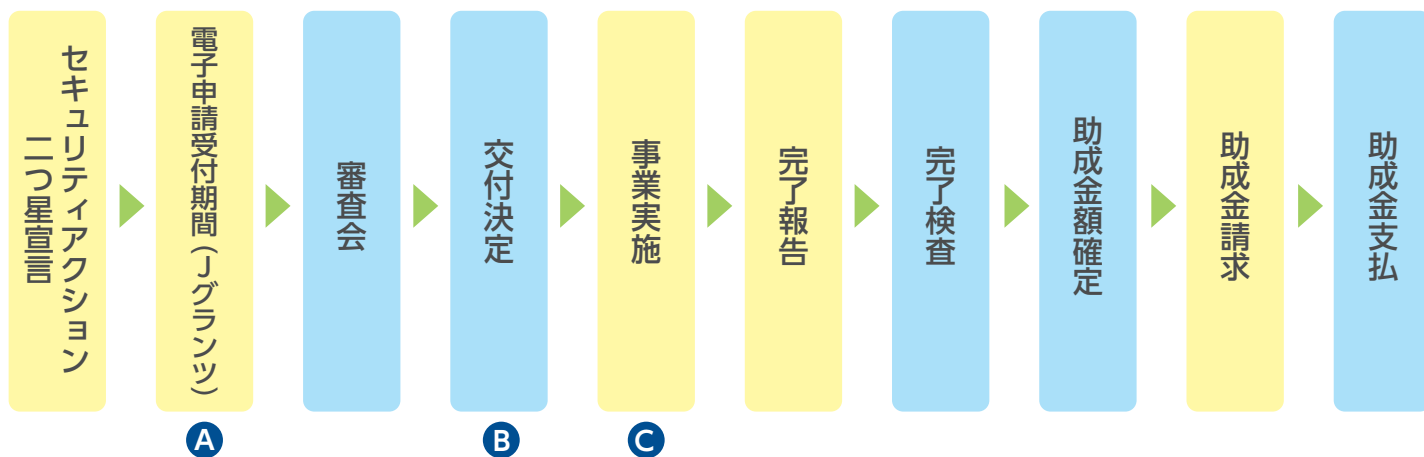 セキュリティアクション
二つ星宣言
電子申請受付期間（Jグランツ）
審査会
交付決定
事業実施
完了報告
完了検査
助成金額確定
助成金請求
助成金支払
A
B
C